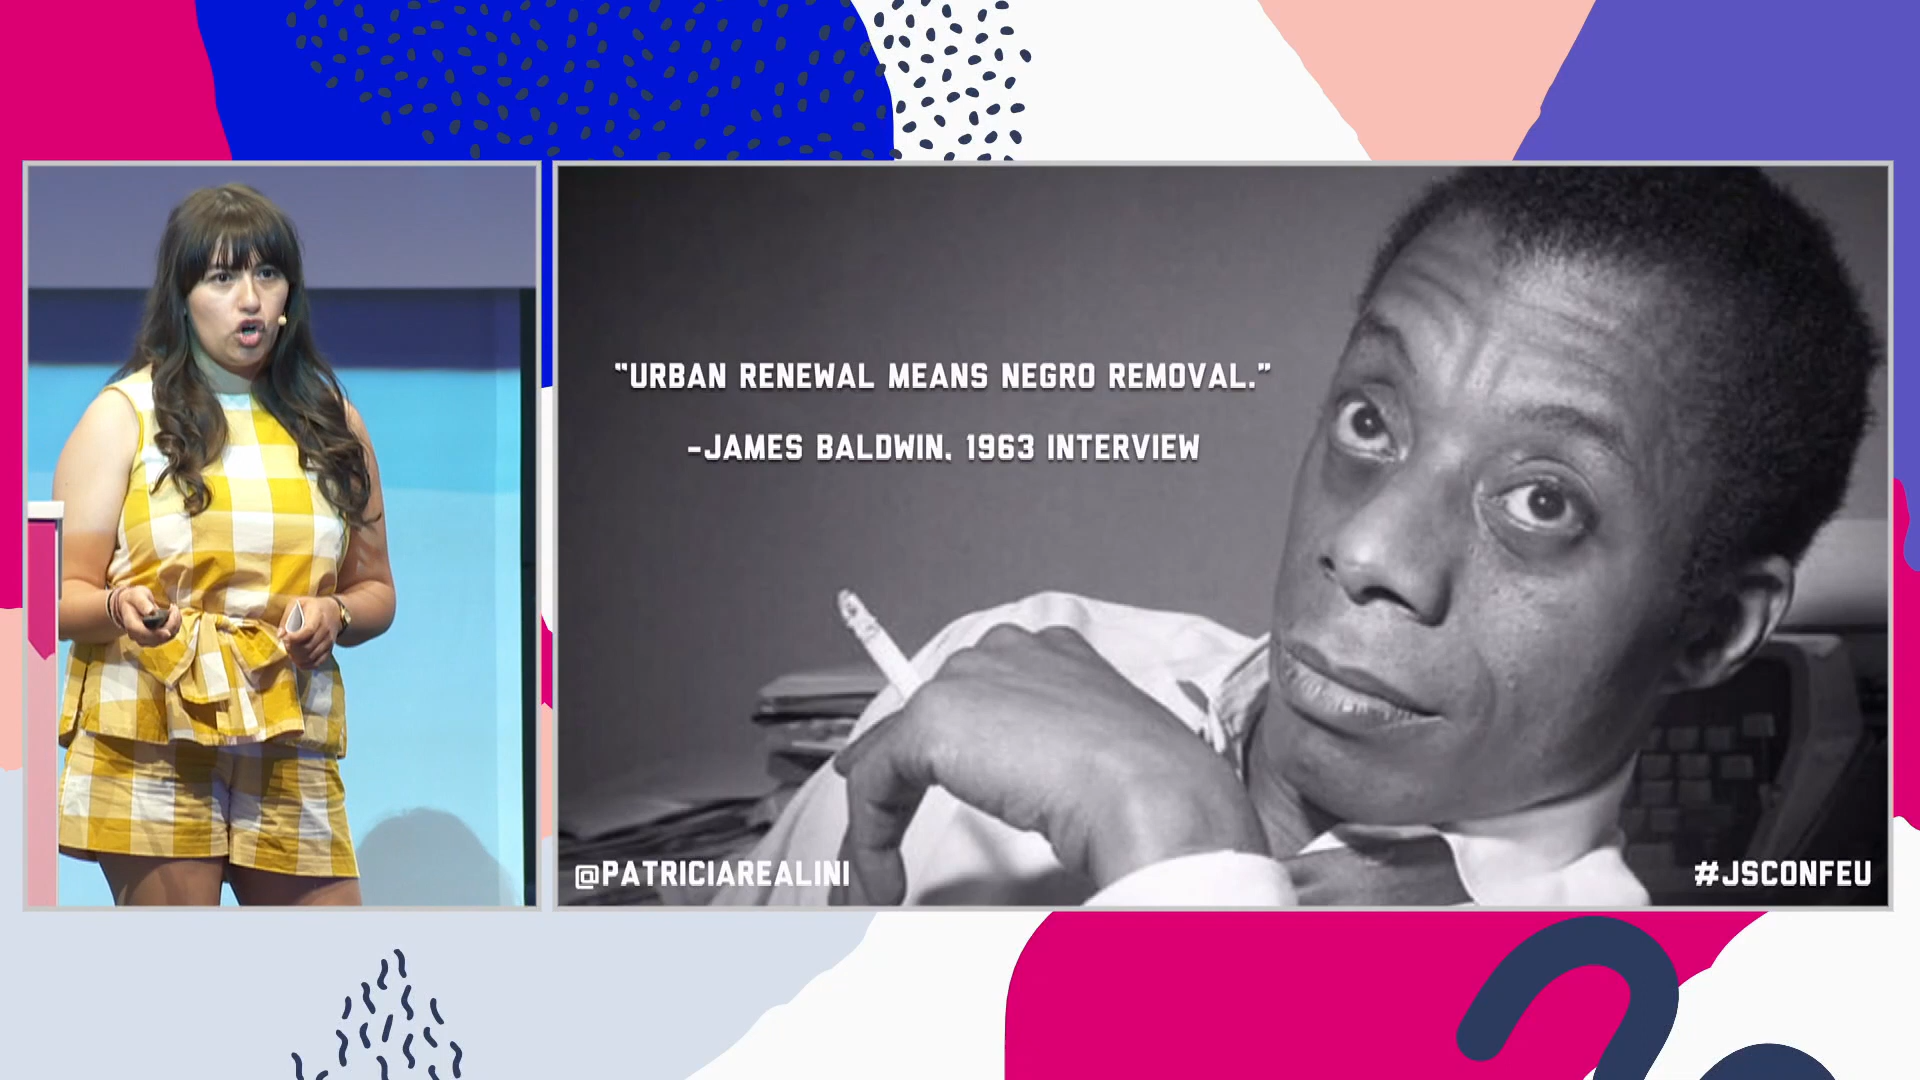 “URBAN RENEWAL MEANS NEGRO REMOVAL.”
-JAMES BALDWIN, 1963 INTERVIEW
@PATRICIAREALINI
#JSCONFEU